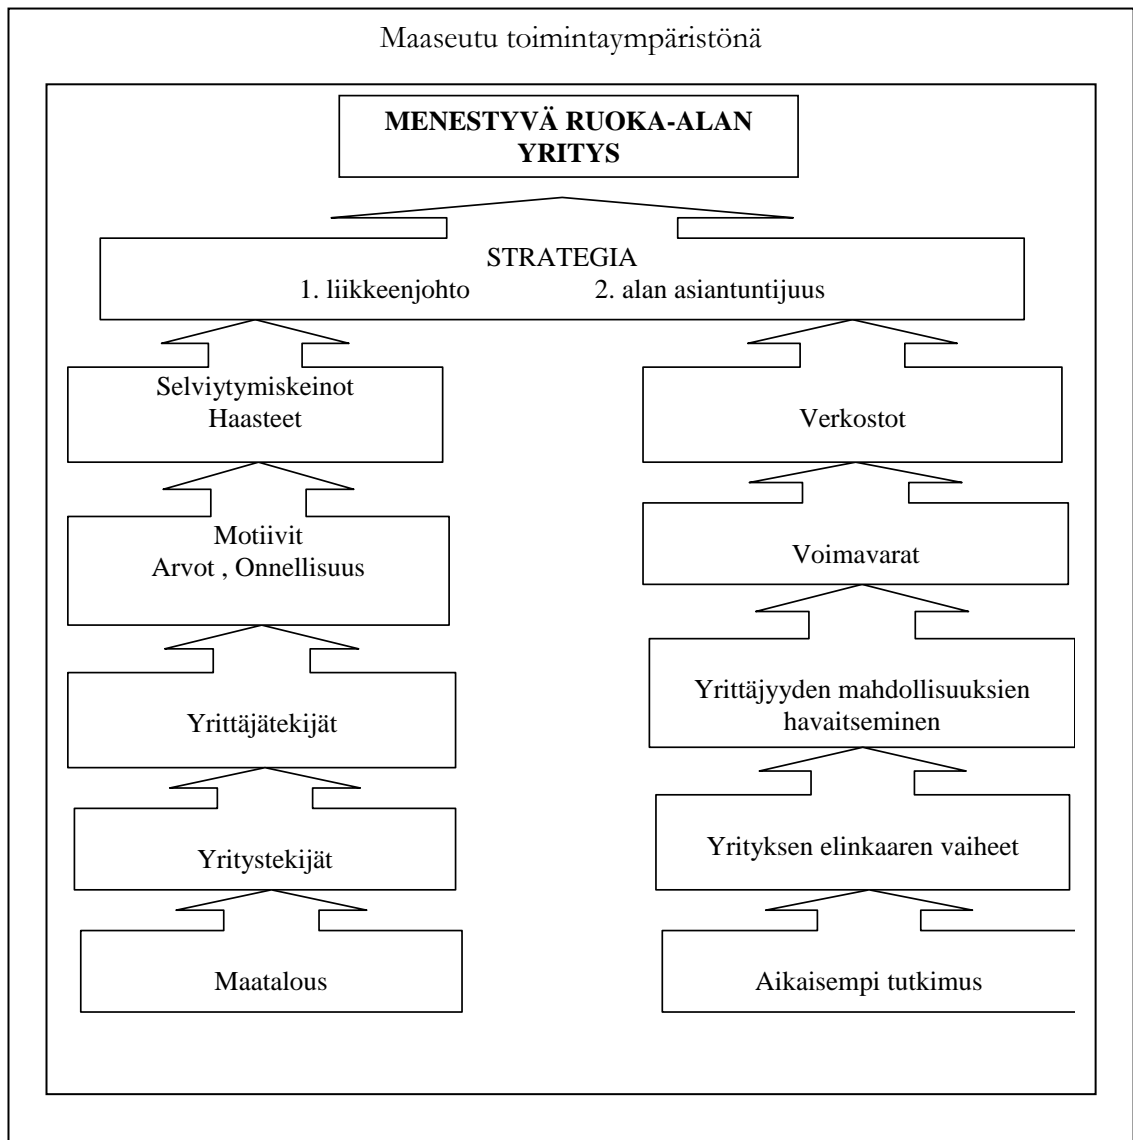 Maaseutu toimintaympäristönä
MENESTYVÄ RUOKA-ALAN
YRITYS
STRATEGIA
1. liikkeenjohto 2. alan asiantuntijuus
Selviytymiskeinot
Haasteet
Verkostot
Motiivit
Arvot , Onnellisuus
Voimavarat
Yrittäjätekijät
Yrittäjyyden mahdollisuuksien
havaitseminen
Yritystekijät
Yrityksen elinkaaren vaiheet
Maatalous
Aikaisempi tutkimus